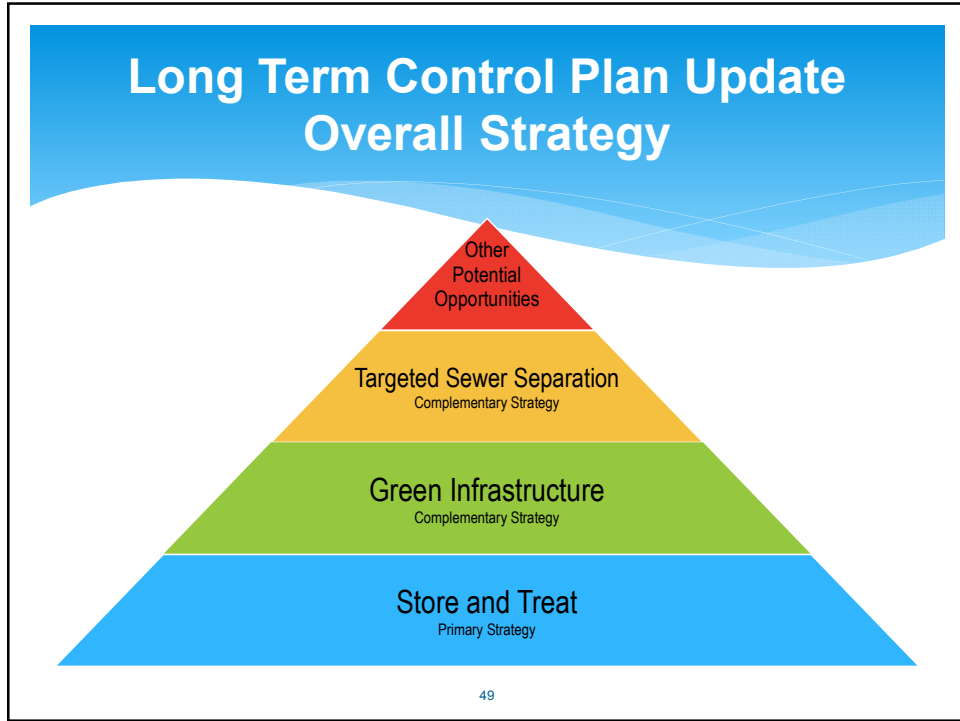 Long Term Control Plan Update
Overall Strategy
Other
Potential
Opportunities
Targeted Sewer Separation
Complementary Strategy
Green Infrastructure
Complementary Strategy
Store and Treat
Primary Strategy
49